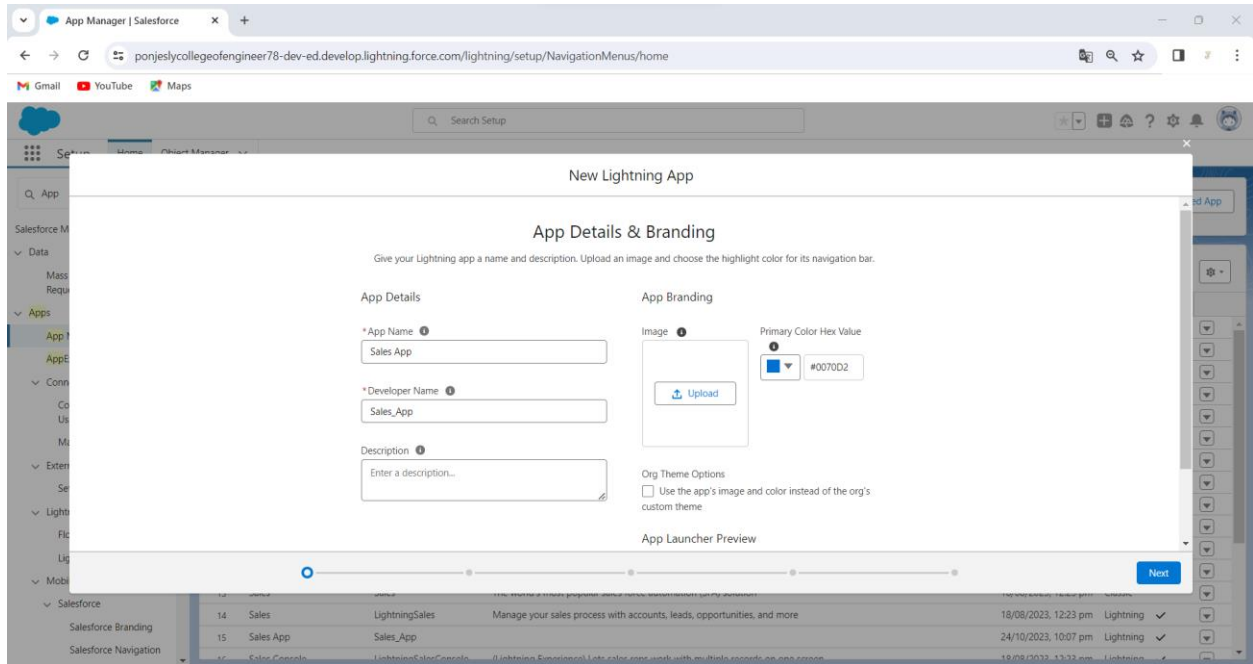 App Manager | Salesforce
ponjeslycollegeofengineer78-dev-ed.develop.lightning.force.com/lightning/setup/NavigationMenus/home
Gmail YouTube Maps
Search Setup
Setup Home Object Manager
New Lightning App
App
App Details & Branding
Give your Lightning app a name and description. Upload an image and choose the highlight color for its navigation bar.
Salesforce M
Data
Mass
Requ
Apps
App
AppE
Conn
Co
Us
Ma
Extern
Se
Light
Flo
Lig
Mobi
Salesforce
Salesforce Branding
Salesforce Navigation
App Details
*App Name
Sales App
*Developer Name
Sales_App
Description
Enter a description...
App Branding
Image
Upload
Primary Color Hex Value
#0070D2
Org Theme Options
Use the app's image and color instead of the org's
custom theme
App Launcher Preview
ed App
Next
14 Sales LightningSales Manage your sales process with accounts, leads, opportunities, and more 18/08/2023, 12:23 pm Lightning
15 Sales App Sales_App 24/10/2023, 10:07 pm Lightning